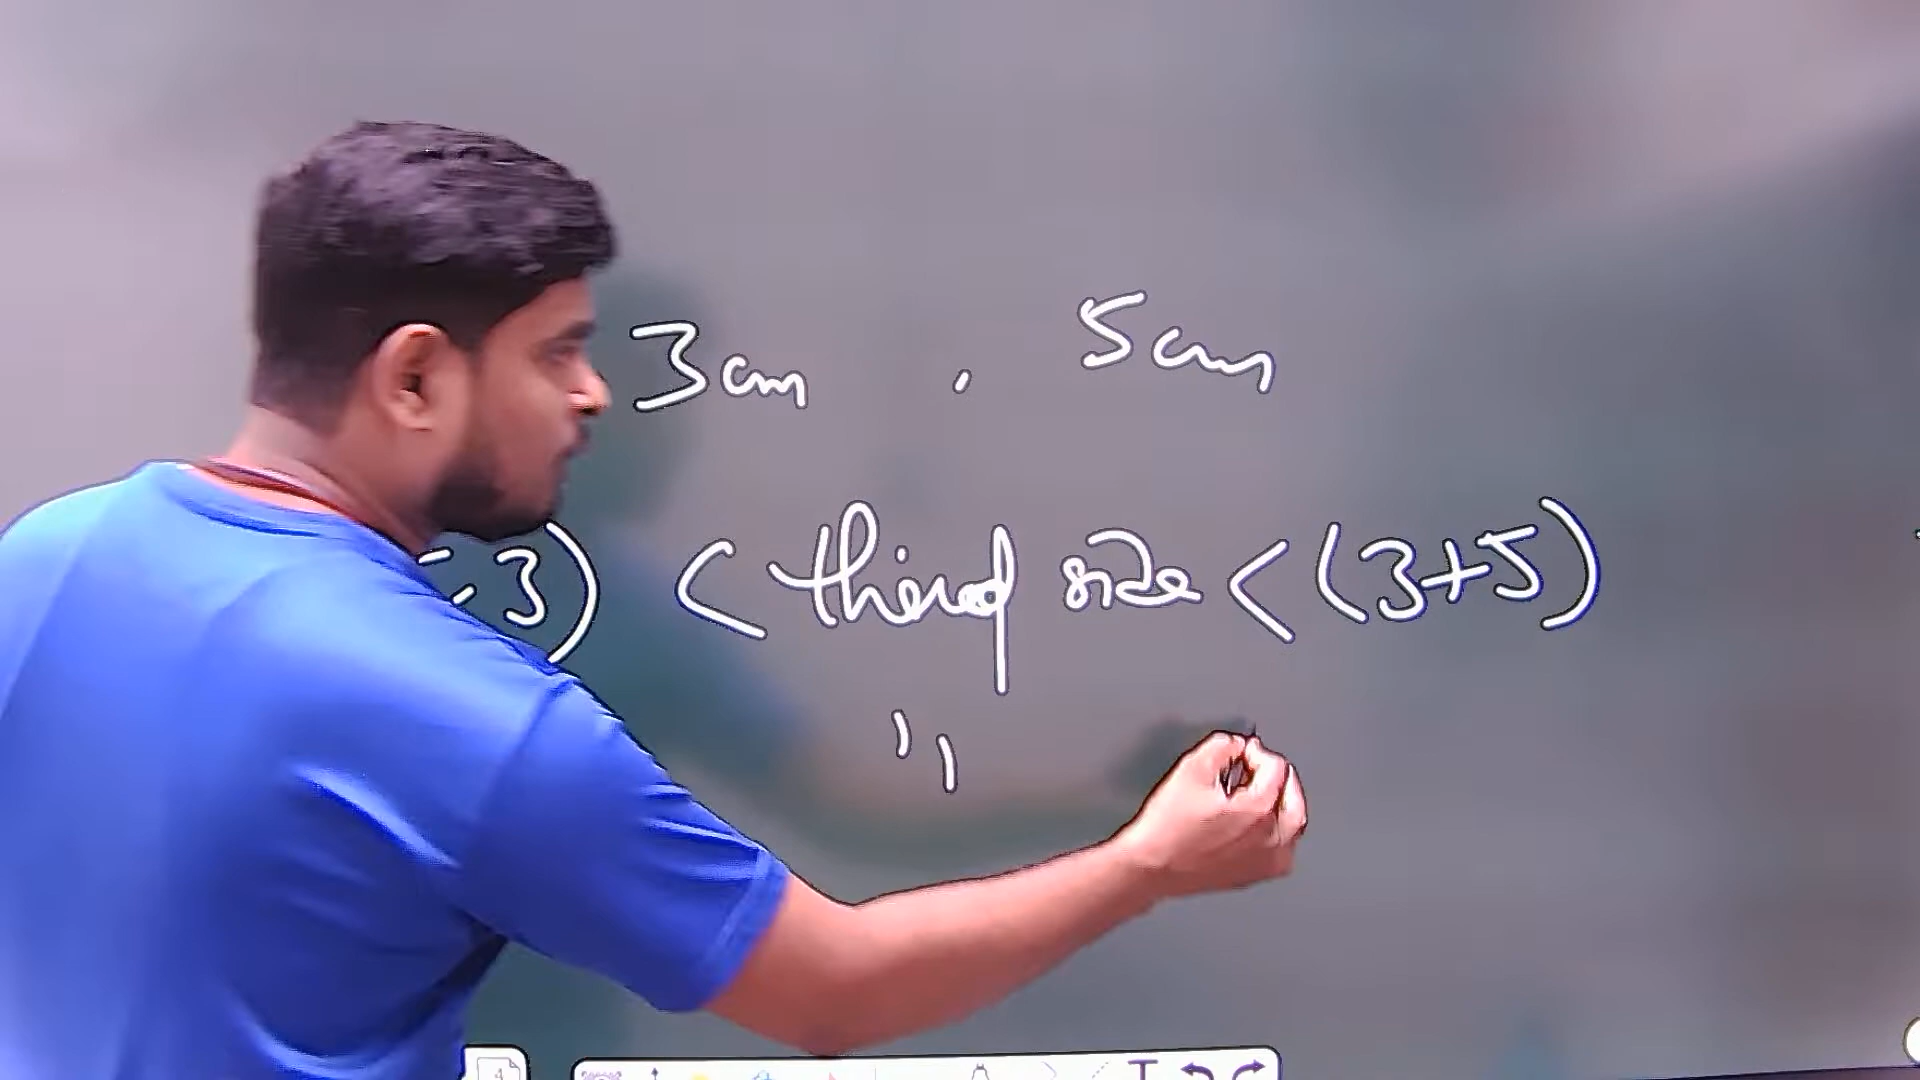 3cm , 5cm
-3) < third side < (3+5)
"